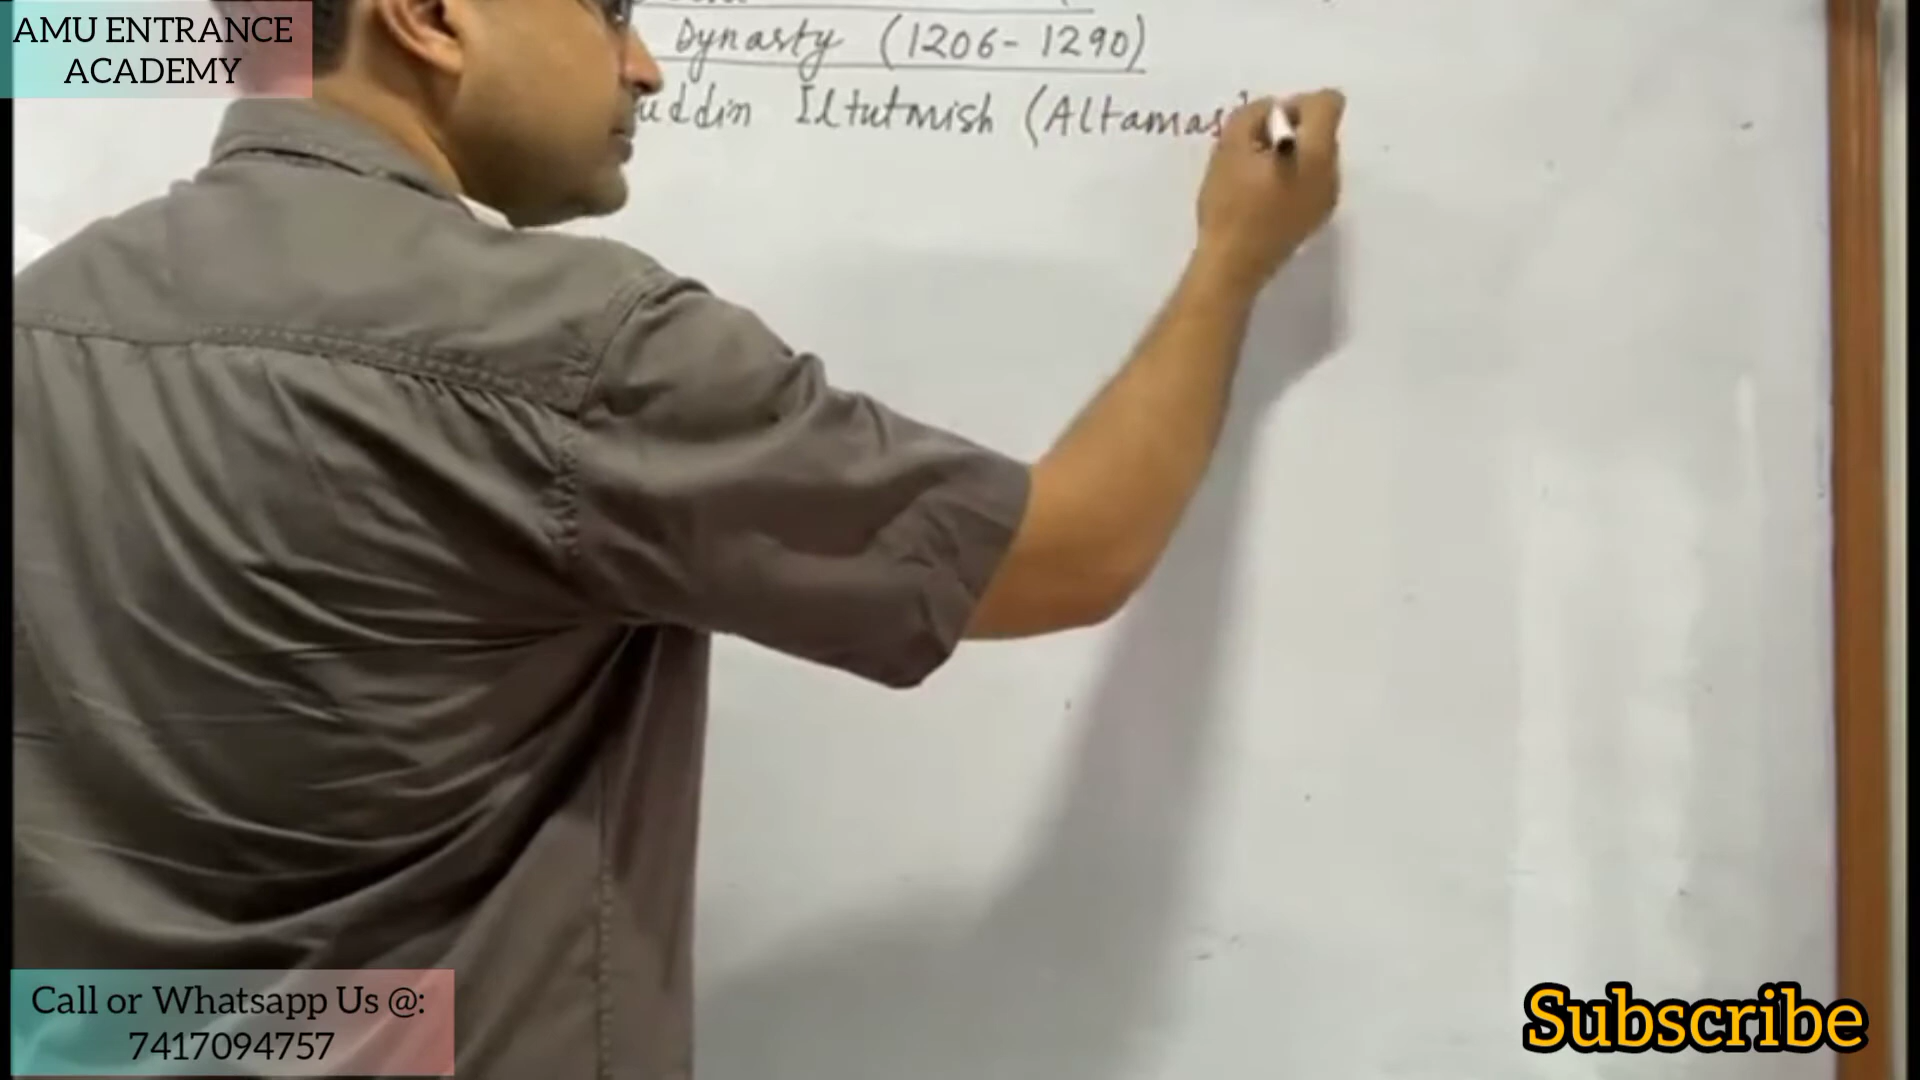 AMU ENTRANCE
ACADEMY
Dynasty (1206- 1290)
uddin Iltutmish (Altamas
Call or Whatsapp Us @:
7417094757
Subscribe